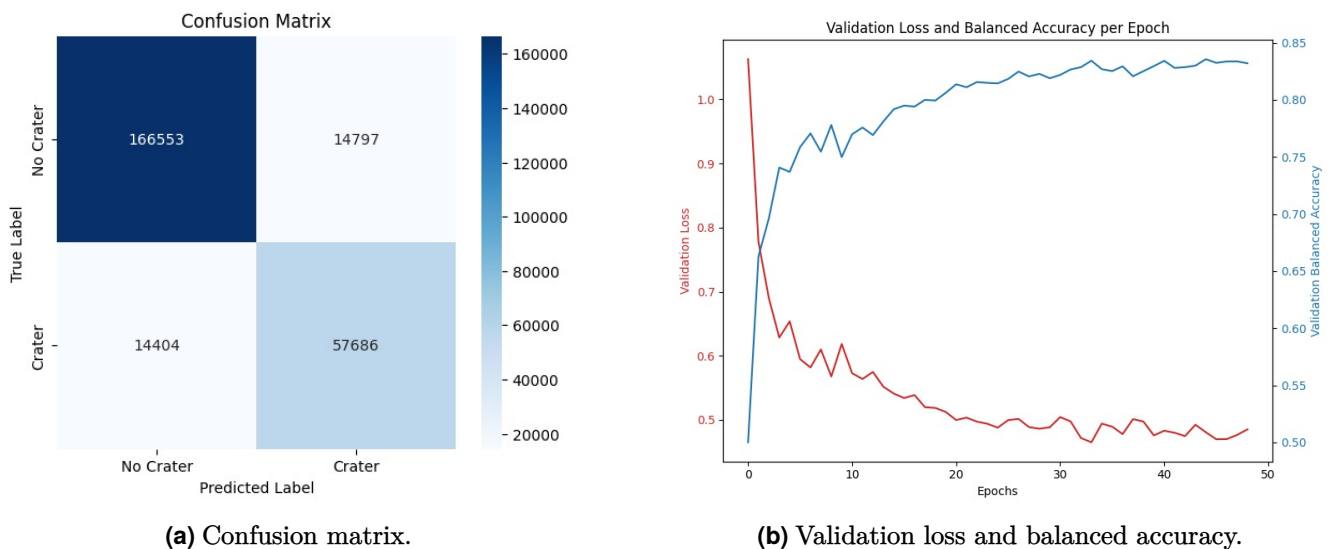 Confusion Matrix
No Crater
Crater
True Label
166553
14797
14404
57686
No Crater
Crater
Predicted Label
160000
140000
120000
100000
80000
60000
40000
20000
(a) Confusion matrix.
Validation Loss and Balanced Accuracy per Epoch
Validation Loss
1.0
0.9
0.8
0.7
0.6
0.5
0
10
20
30
40
50
Epochs
0.85
0.80
0.75
0.70
0.65
0.60
0.55
0.50
Validation Balanced Accuracy
(b) Validation loss and balanced accuracy.